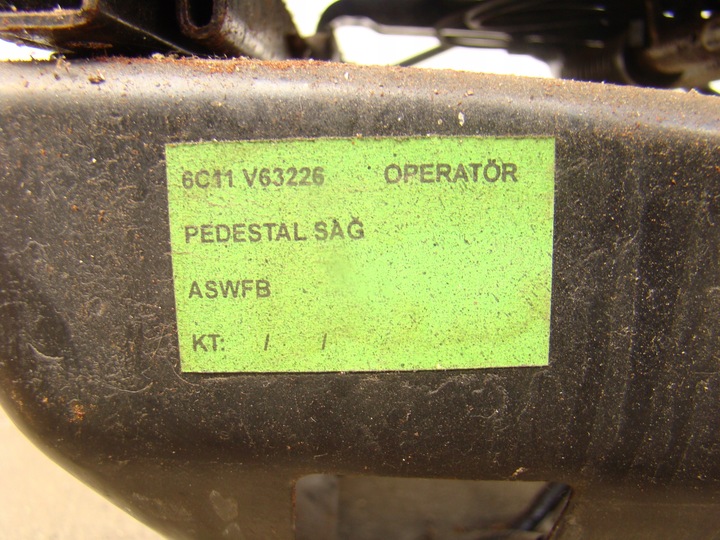 6C11 V63226 OPERATÖR
PEDESTAL SAĞ
ASWFB
KT: / /